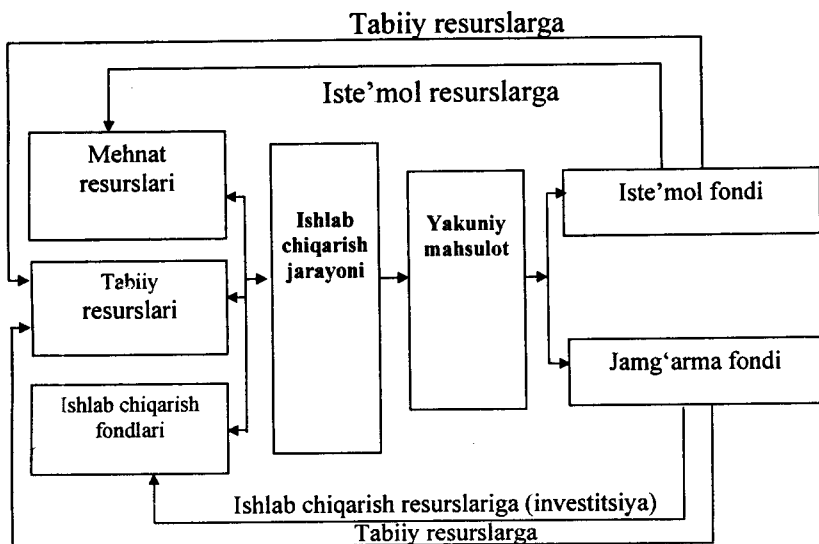 Tabiiy resurslarga
Iste’mol resurslarga
Mehnat
resurslari
Tabiiy
resurslari
Ishlab chiqarish
fondlari
Ishlab
chiqarish
jarayoni
Yakuniy
mahsulot
Iste’mol fondi
Jamg‘arma fondi
Ishlab chiqarish resurslariga (investitsiya)
Tabiiy resurslarga